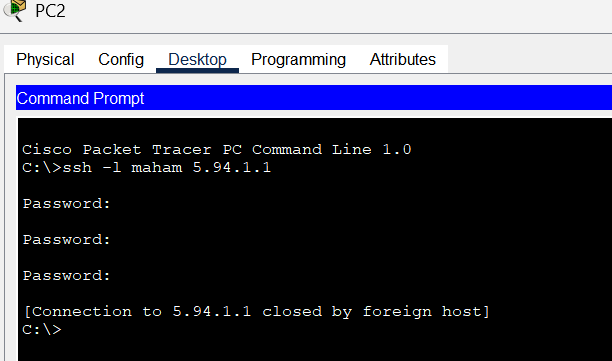 PC2
Physical Config Desktop Programming Attributes
Command Prompt
Cisco Packet Tracer PC Command Line 1.0
C:\>ssh -l maham 5.94.1.1
Password:
Password:
Password:
[Connection to 5.94.1.1 closed by foreign host]
C:\>